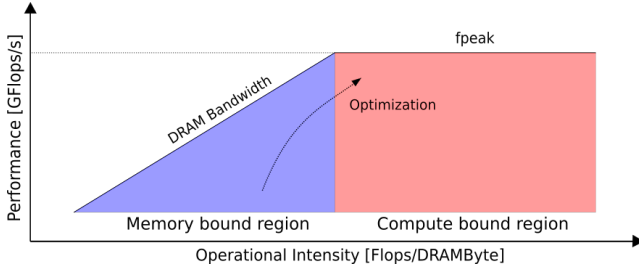 fpeak
DRAM Bandwidth
Optimization
Performance [GFlops/s]
Memory bound region
Compute bound region
Operational Intensity [Flops/DRAMByte]